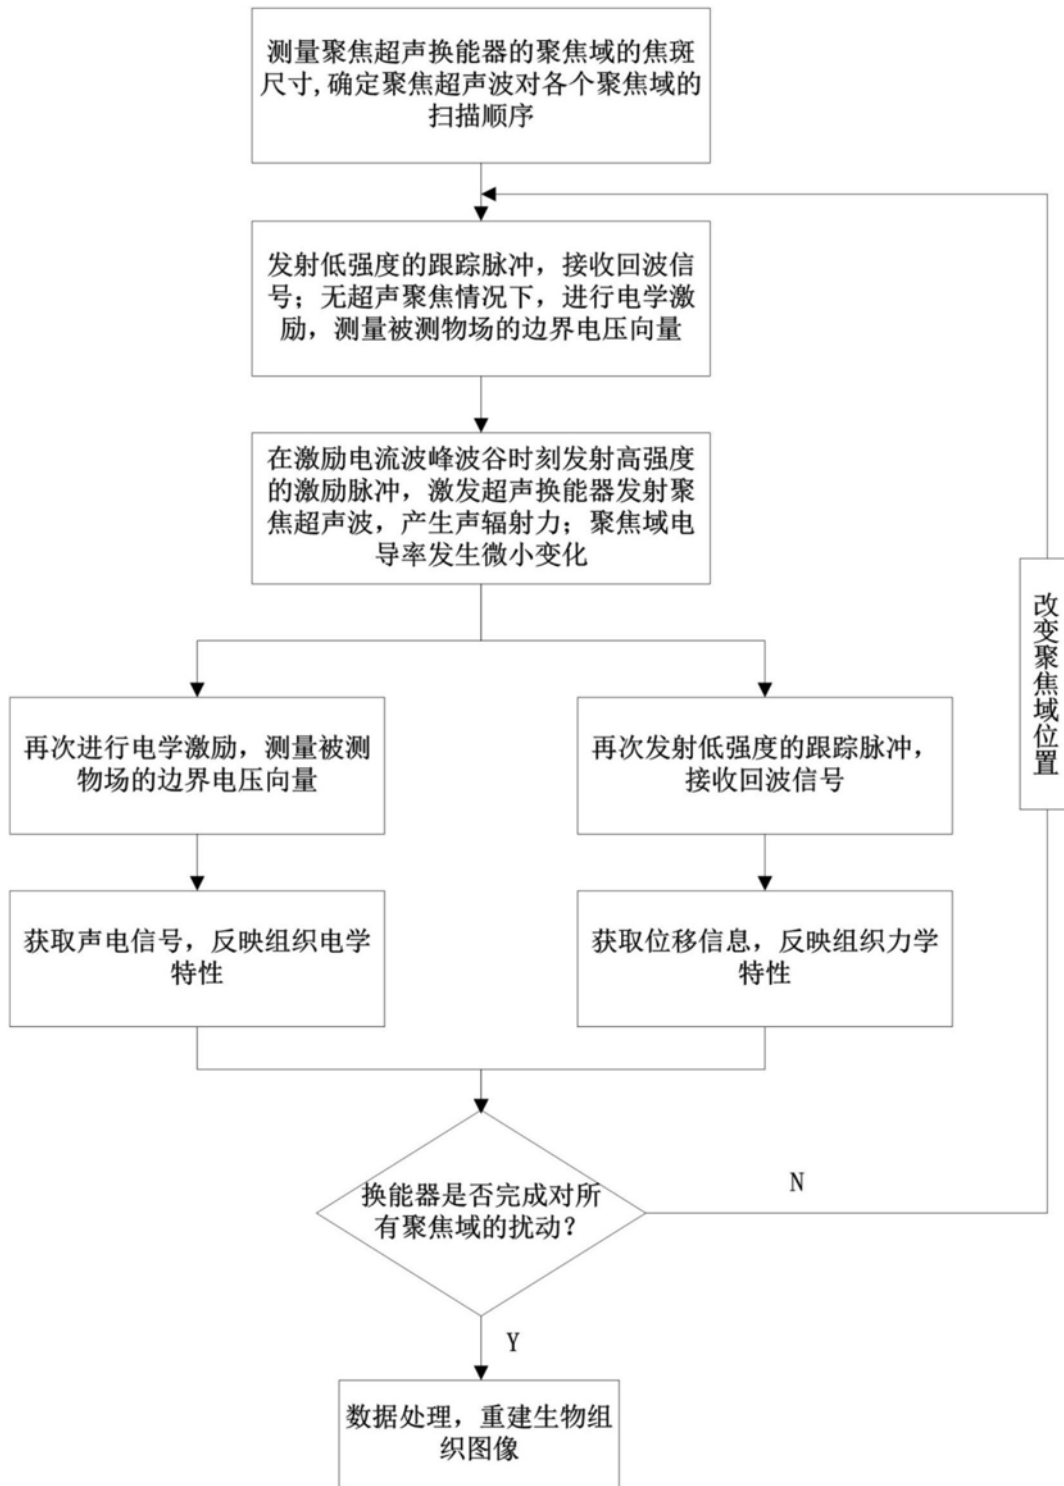 测量聚焦超声换能器的聚焦域的焦斑
尺寸,确定聚焦超声波对各个聚焦域的
扫描顺序
发射低强度的跟踪脉冲，接收回波信
号；无超声聚焦情况下，进行电学激
励，测量被测物场的边界电压向量
在激励电流波峰波谷时刻发射高强度
的激励脉冲，激发超声换能器发射聚
焦超声波，产生声辐射力；聚焦域电
导率发生微小变化
再次进行电学激励，测量被测
物场的边界电压向量
再次发射低强度的跟踪脉冲，
接收回波信号
获取声电信号，反映组织电学
特性
获取位移信息，反映组织力学
特性
换能器是否完成对所
有聚焦域的扰动？
N
改变聚焦域位置
Y
数据处理，重建生物组
织图像